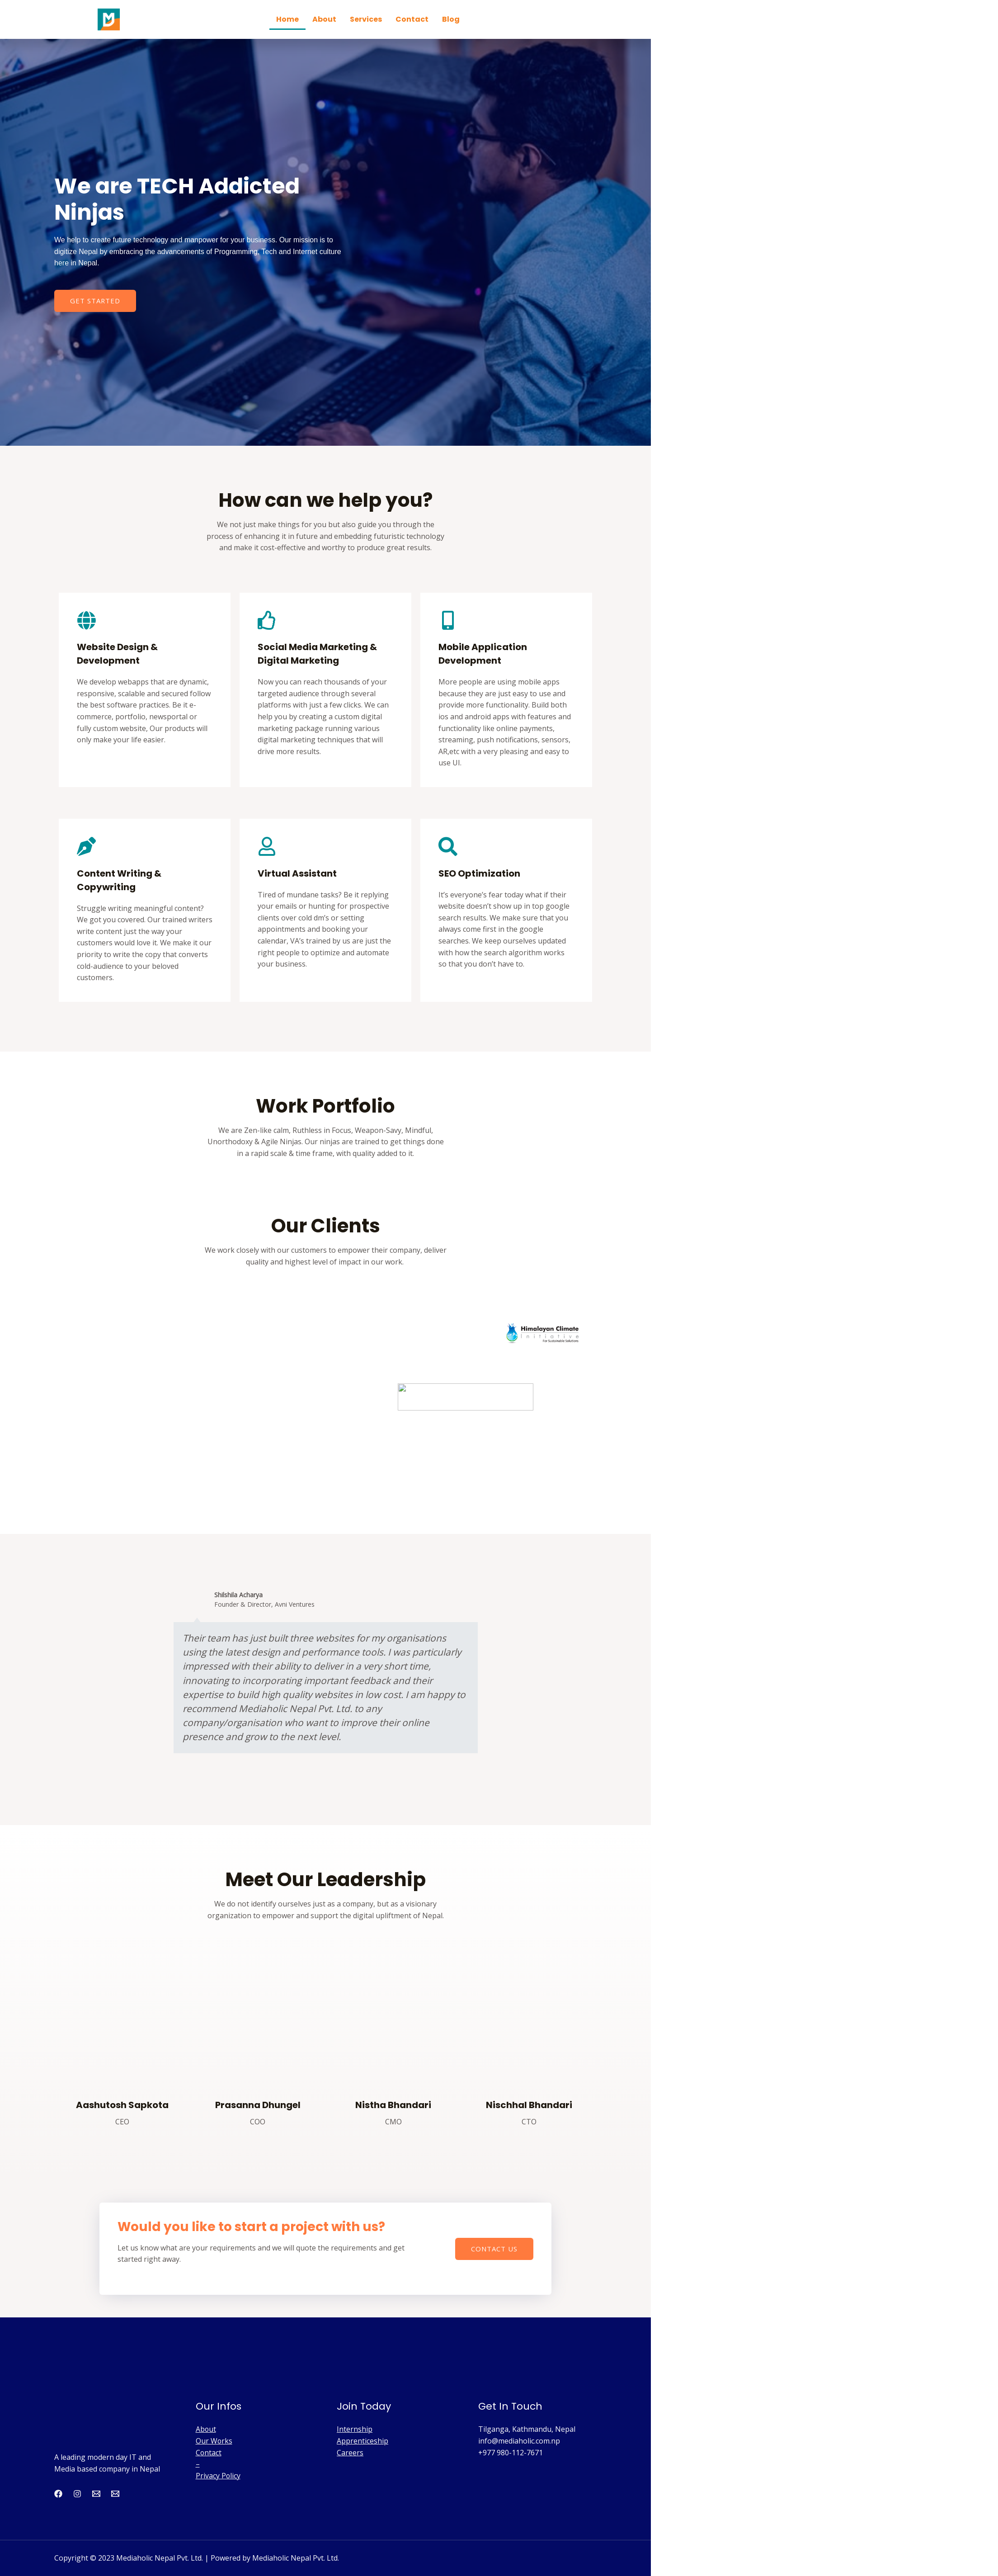 Home About Services Contact Blog
We are TECH Addicted
Ninjas
We help to create future technology and manpower for your business. Our mission is to
digitize Nepal by embracing the advancements of Programming, Tech and Internet culture
here in Nepal.
GET STARTED
How can we help you?
We not just make things for you but also guide you through the
process of enhancing it in future and embedding futuristic technology
and make it cost-effective and worthy to produce great results.
Website Design &
Development
We develop webapps that are dynamic,
responsive, scalable and secured follow
the best software practices. Be it e-
commerce, portfolio, newsportal or
fully custom website, Our products will
only make your life easier.
Social Media Marketing &
Digital Marketing
Now you can reach thousands of your
targeted audience through several
platforms with just a few clicks. We can
help you by creating a custom digital
marketing package running various
digital marketing techniques that will
drive more results.
Mobile Application
Development
More people are using mobile apps
because they are just easy to use and
provide more functionality. Build both
ios and android apps with features and
functionality like online payments,
streaming, push notifications, sensors,
AR,etc with a very pleasing and easy to
use UI.
Content Writing &
Copywriting
Struggle writing meaningful content?
We got you covered. Our trained writers
write content just the way your
customers would love it. We make it our
priority to write the copy that converts
cold-audience to your beloved
customers.
Virtual Assistant
Tired of mundane tasks? Be it replying
your emails or hunting for prospective
clients over cold dm's or setting
appointments and booking your
calendar, VA's trained by us are just the
right people to optimize and automate
your business.
SEO Optimization
It's everyone's fear today what if their
website doesn't show up in top google
search results. We make sure that you
always come first in the google
searches. We keep ourselves updated
with how the search algorithm works
so that you don't have to.
Work Portfolio
We are Zen-like calm, Ruthless in Focus, Weapon-Savy, Mindful,
Unorthodoxy & Agile Ninjas. Our ninjas are trained to get things done
in a rapid scale & time frame, with quality added to it.
Our Clients
We work closely with our customers to empower their company, deliver
quality and highest level of impact in our work.
Himalayan Climate
Initiative
Shilshila Acharya
Founder & Director, Avni Ventures
Their team has just built three websites for my organisations
using the latest design and performance tools. I was particularly
impressed with their ability to deliver in a very short time,
innovating to incorporating important feedback and their
expertise to build high quality websites in low cost. I am happy to
recommend Mediaholic Nepal Pvt. Ltd. to any
company/organisation who want to improve their online
presence and grow to the next level.
Meet Our Leadership
We do not identify ourselves just as a company, but as a visionary
organization to empower and support the digital upliftment of Nepal.
Aashutosh Sapkota
CEO
Prasanna Dhungel
COO
Nistha Bhandari
CMO
Nischhal Bhandari
CTO
Would you like to start a project with us?
Let us know what are your requirements and we will quote the requirements and get
started right away.
CONTACT US
A leading modern day IT and
Media based company in Nepal
Our Infos
About
Our Works
Contact
–
Privacy Policy
Join Today
Internship
Apprenticeship
Careers
Get In Touch
Tilganga, Kathmandu, Nepal
info@mediaholic.com.np
+977 980-112-7671
Copyright © 2023 Mediaholic Nepal Pvt. Ltd. | Powered by Mediaholic Nepal Pvt. Ltd.